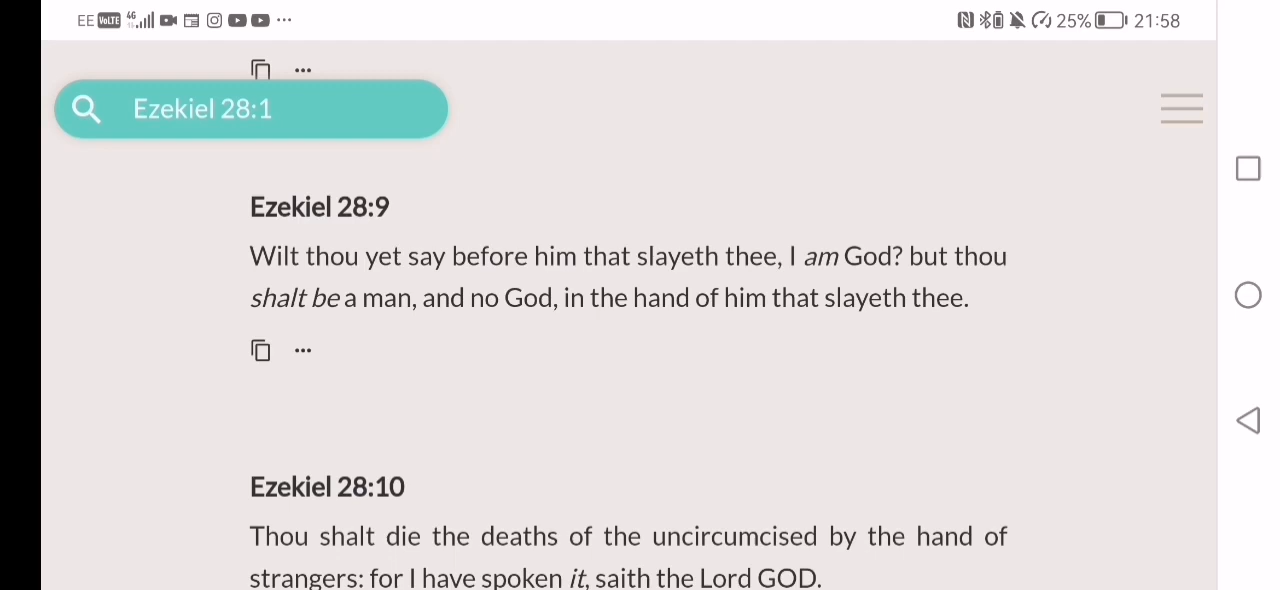 EE VoLTE 4G 25% 21:58
Ezekiel 28:1
Ezekiel 28:9
Wilt thou yet say before him that slayeth thee, I am God? but thou
shalt be a man, and no God, in the hand of him that slayeth thee.
Ezekiel 28:10
Thou shalt die the deaths of the uncircumcised by the hand of
strangers: for I have spoken it, saith the Lord GOD.